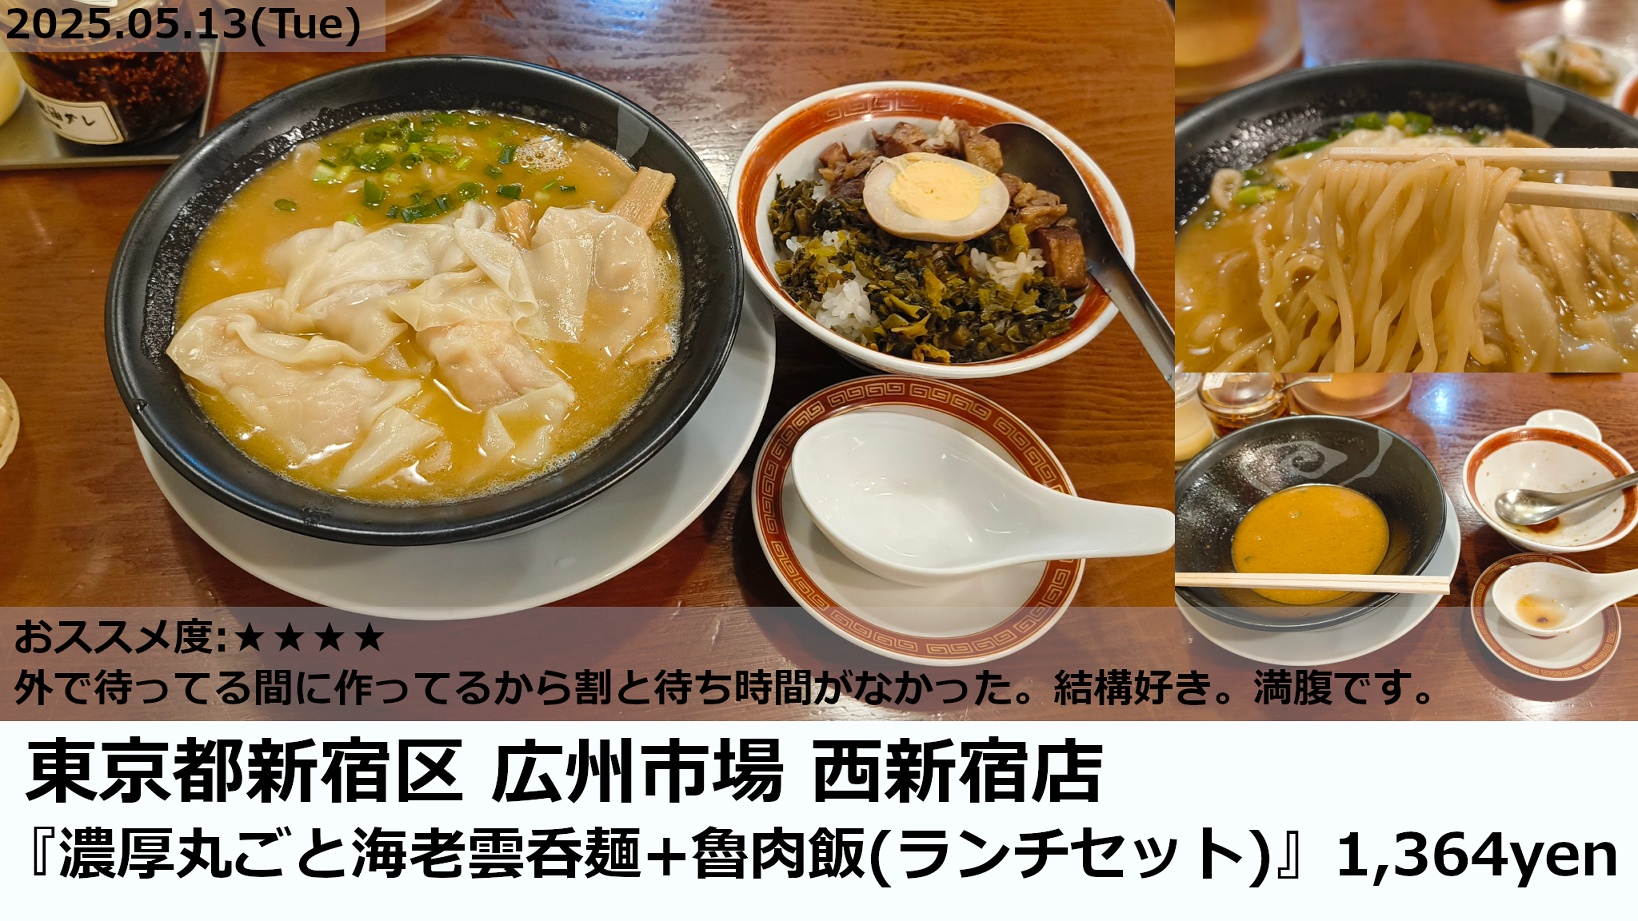 2025.05.13(Tue)
おススメ度:★★★★
外で待ってる間に作ってるから割と待ち時間がなかった。結構好き。満腹です。
東京都新宿区 広州市場 西新宿店
『濃厚丸ごと海老雲呑麺+魯肉飯(ランチセット)』1,364yen